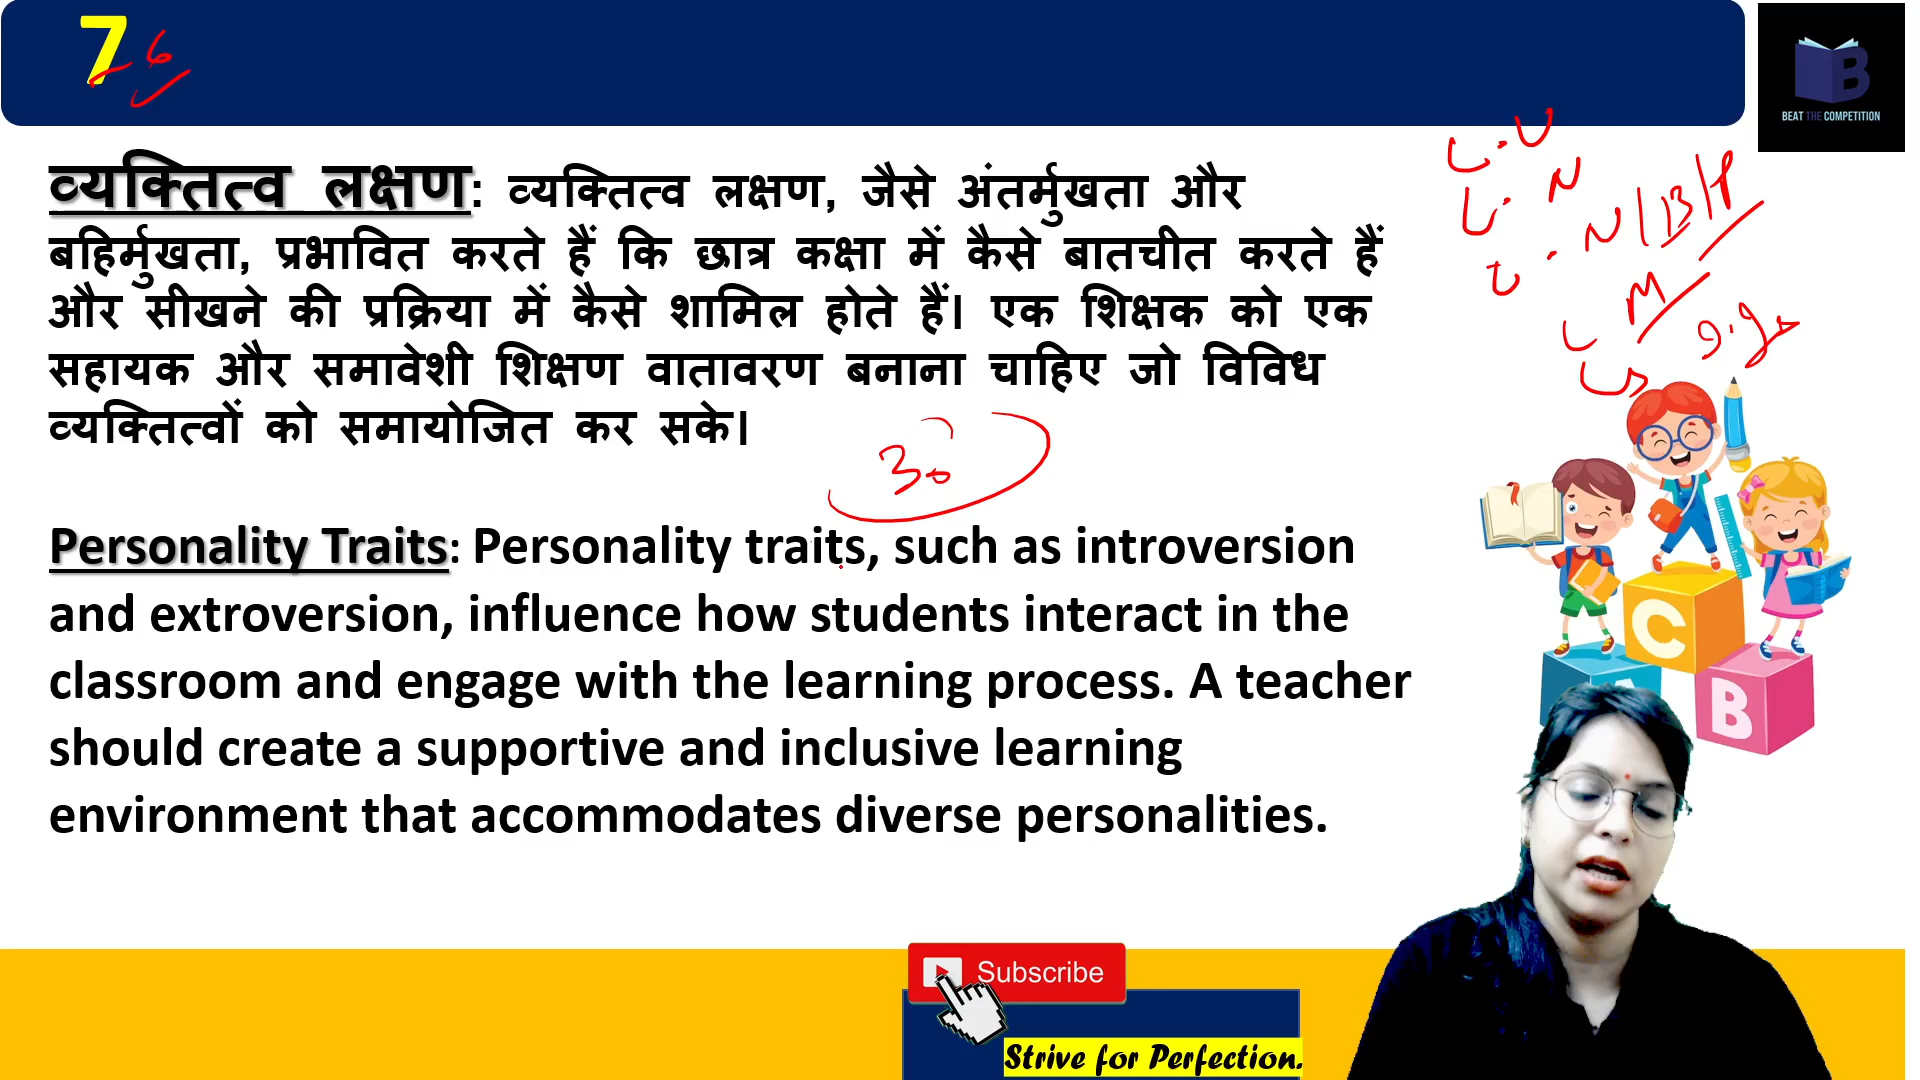 7
6
BEAT THE COMPETITION
व्यक्तित्व लक्षण: व्यक्तित्व लक्षण, जैसे अंतर्मुखता और
बहिर्मुखता, प्रभावित करते हैं कि छात्र कक्षा में कैसे बातचीत करते हैं
और सीखने की प्रक्रिया में कैसे शामिल होते हैं। एक शिक्षक को एक
सहायक और समावेशी शिक्षण वातावरण बनाना चाहिए जो विविध
व्यक्तित्वों को समायोजित कर सके।
30
Personality Traits: Personality traits, such as introversion
and extroversion, influence how students interact in the
classroom and engage with the learning process. A teacher
should create a supportive and inclusive learning
environment that accommodates diverse personalities.
C
B
Subscribe
Strive for Perfection.